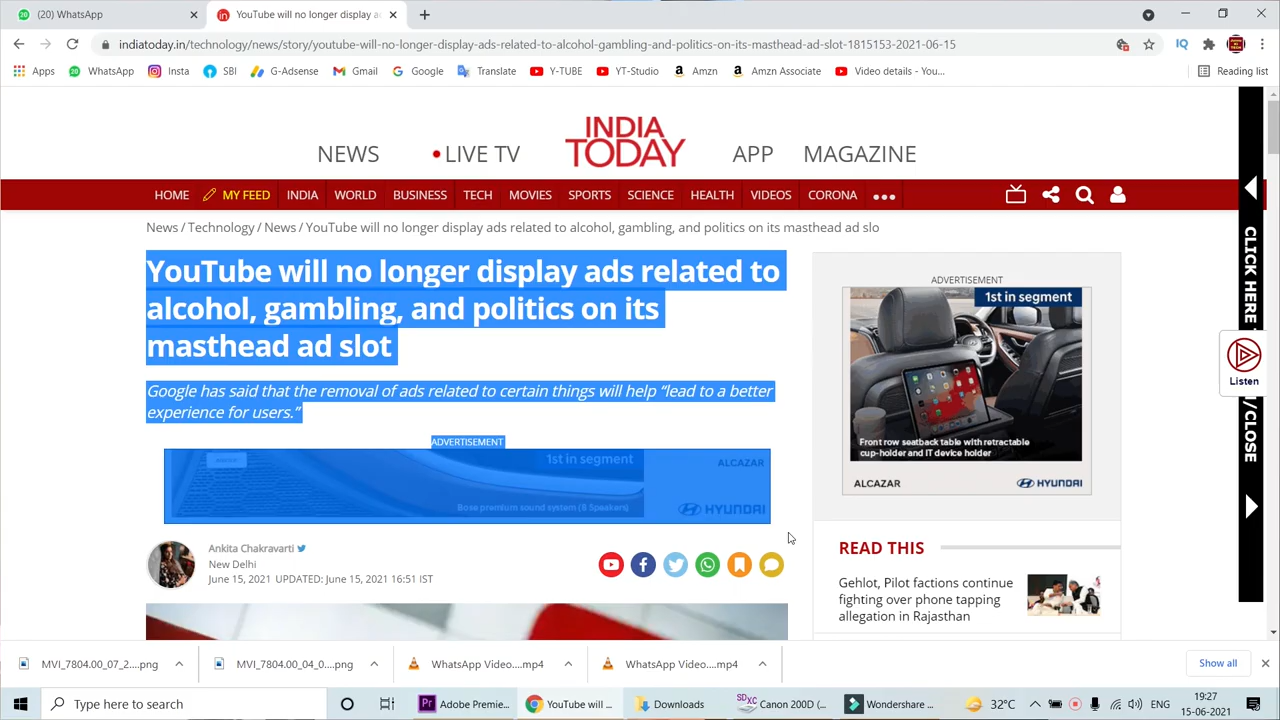 (20) WhatsApp
YouTube will no longer display ad
indiatoday.in/technology/news/story/youtube-will-no-longer-display-ads-related-to-alcohol-gambling-and-politics-on-its-masthead-ad-slot-1815153-2021-06-15
Apps
WhatsApp
Insta
SBI
G-Adsense
Gmail
Google
Translate
Y-TUBE
YT-Studio
Amzn
Amzn Associate
Video details - You...
Reading list
NEWS
LIVE TV
INDIA
TODAY
APP
MAGAZINE
HOME
MY FEED
INDIA
WORLD
BUSINESS
TECH
MOVIES
SPORTS
SCIENCE
HEALTH
VIDEOS
CORONA
News / Technology / News / YouTube will no longer display ads related to alcohol, gambling, and politics on its masthead ad slo
YouTube will no longer display ads related to
alcohol, gambling, and politics on its
masthead ad slot
Google has said that the removal of ads related to certain things will help “lead to a better
experience for users.”
ADVERTISEMENT
1st in segment
ALCAZAR
Bose premium sound system (8 Speakers)
HYUNDAI
Ankita Chakravarti
New Delhi
June 15, 2021 UPDATED: June 15, 2021 16:51 IST
ADVERTISEMENT
1st in segment
Front row seatback table with retractable
cup-holder and IT device holder
ALCAZAR
HYUNDAI
READ THIS
Gehlot, Pilot factions continue
fighting over phone tapping
allegation in Rajasthan
CLICK HERE
/CLOSE
Listen
MVI_7804.00_07_2....png
MVI_7804.00_04_0....png
WhatsApp Video....mp4
WhatsApp Video....mp4
Show all
Type here to search
Adobe Premie...
YouTube will ...
Downloads
Canon 200D (...
Wondershare ...
32°C
ENG
19:27
15-06-2021